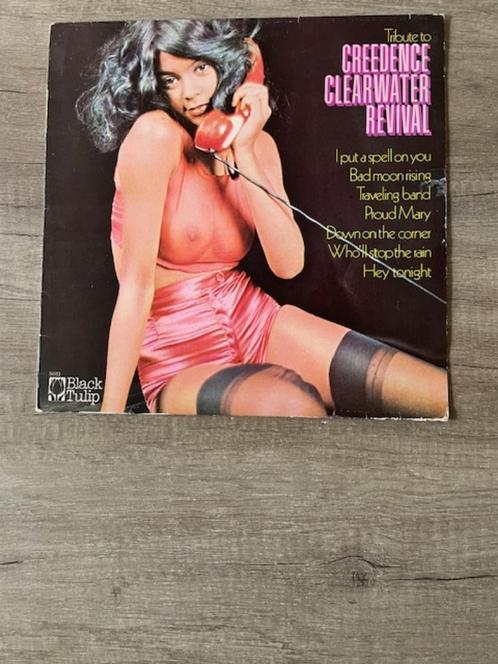 Tribute to
CREEDENCE
CLEARWATER
REVIVAL
I put a spell on you
Bad moon rising
Traveling band
Proud Mary
Down on the corner
Who'll stop the rain
Hey tonight
Black
Tulip